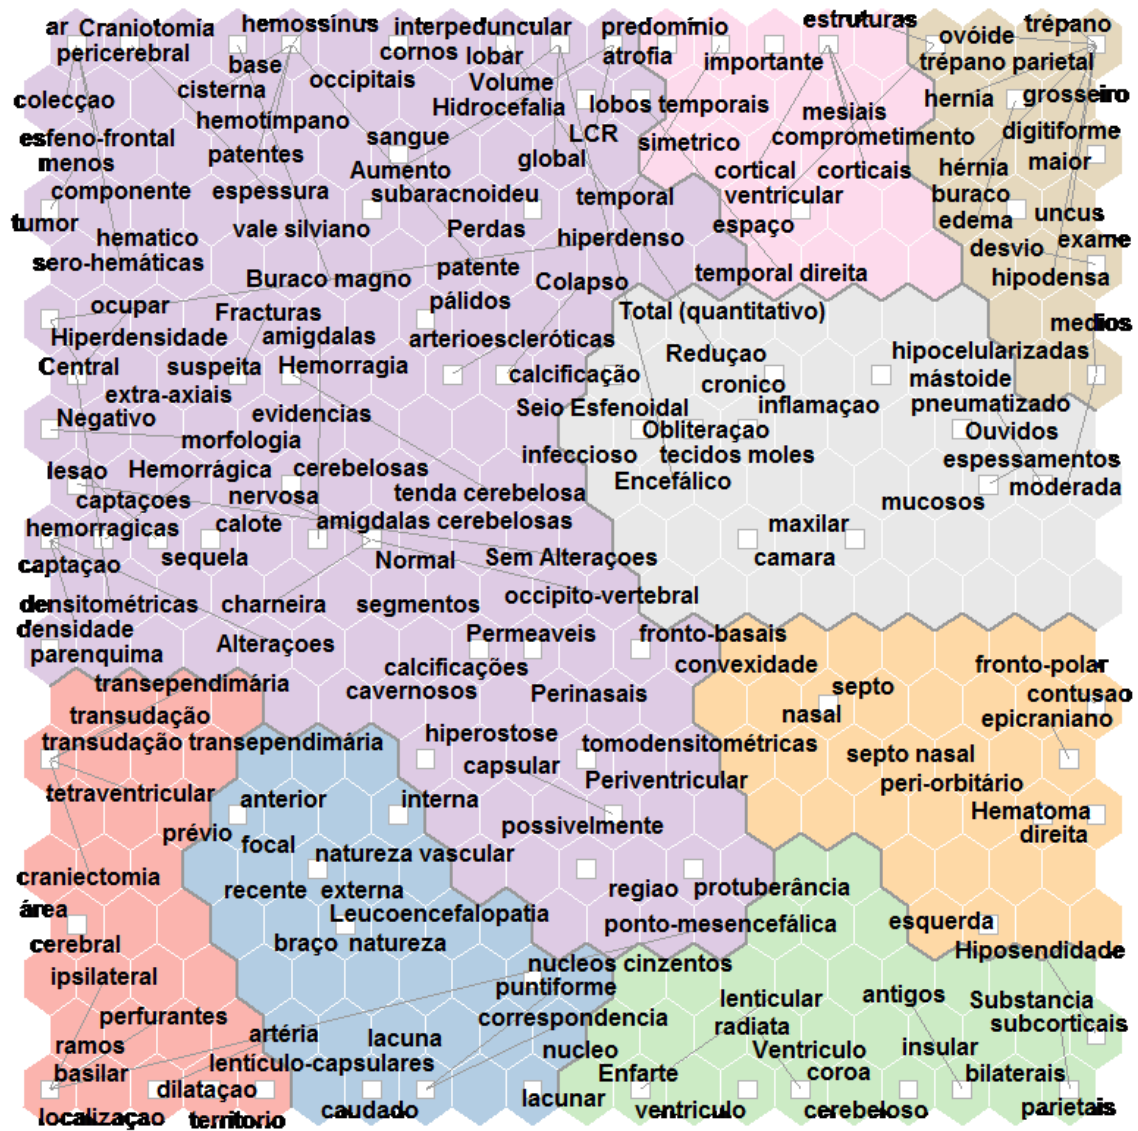 ar Craniotomia hemossínus interpeduncular predomínio estruturas trépano
pericerebral base cornos lobar atrofia importante ovóide
trépano parietal
cisterna occipitais Volume
colecçao Hidrocefalia lobos temporais mesiais hernia grosseiro
hemotímpano sangue LCR simetrico comprometimento digitiforme
esfeno-frontal
menos patentes Aumento global cortical corticais hérnia maior
componente espessura subaracnoideu temporal ventricular buraco
tumor vale silviano Perdas espaço edema uncus
hematico hiperdenso desvio exame
sero-hemáticas patente
Buraco magno Colapso temporal direita hipodensa
ocupar Fracturas pálidos Total (quantitativo)
Hiperdensidade amigdalas arterioescleróticas medios
Central suspeita Hemorragia calcificação Reduçao hipocelularizadas
cronico mástoide
extra-axiais Seio Esfenoidal inflamaçao pneumatizado
Negativo evidencias Obliteraçao Ouvidos
morfologia infeccioso tecidos moles
lesao Hemorrágica cerebelosas Encefálico espessamentos
captaçoes nervosa tenda cerebelosa mucosos moderada
hemorragicas calote amigdalas cerebelosas maxilar
captaçao sequela Normal Sem Alteraçoes camara
densitométricas charneira segmentos occipito-vertebral
densidade Alteraçoes Permeaveis fronto-basais
parenquima calcificações convexidade fronto-polar
transependimária cavernosos Perinasais septo contusao
transudação nasal epicraniano
transudação transependimária hiperostose tomodensitométricas
capsular septo nasal
Periventricular peri-orbitário
tetraventricular anterior interna Hematoma
prévio focal possivelmente direita
natureza vascular
craniectomia recente externa regiao protuberância
área Leucoencefalopatia ponto-mesencefálica esquerda
cerebral braço natureza Hiposendidade
ipsilateral nucleos cinzentos
puntiforme lenticular antigos Substancia
perfurantes correspondencia radiata subcorticais
ramos artéria lacuna nucleo Ventriculo insular
basilar lentículo-capsulares Enfarte coroa bilaterais
dilataçao lacunar
localizaçao territorio caudado ventriculo cerebeloso parietais